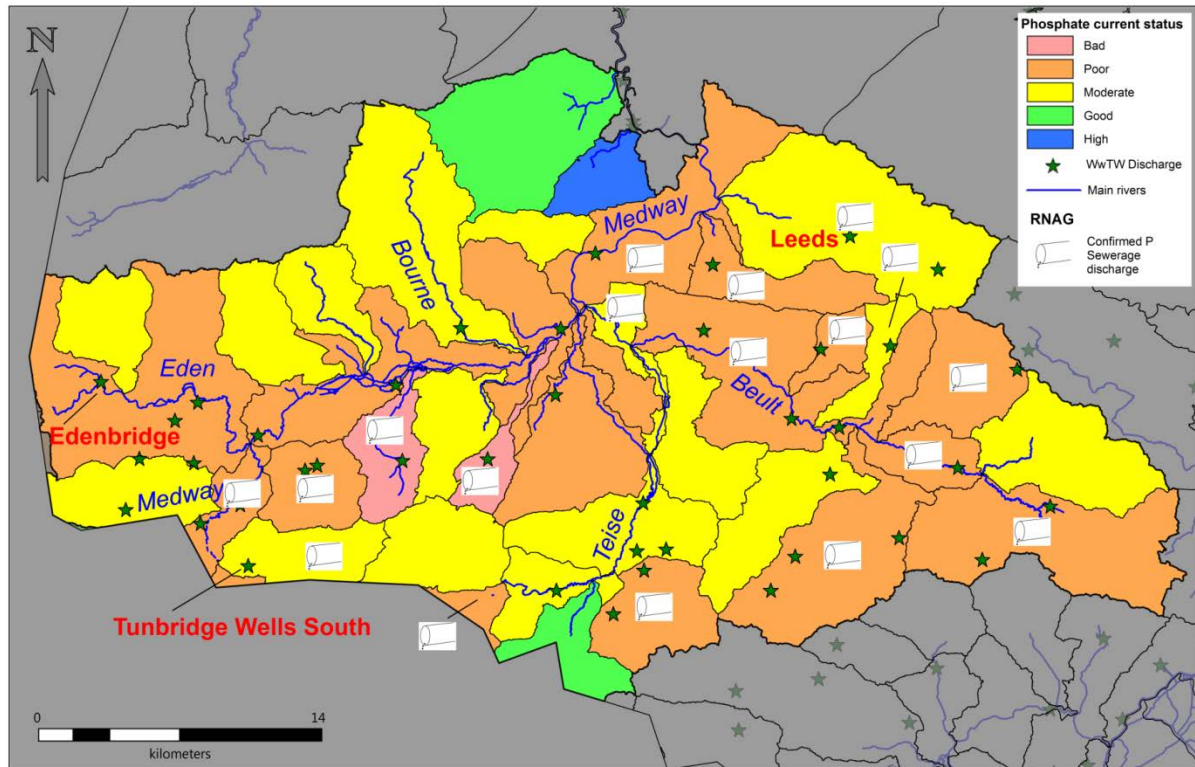 N
Phosphate current status
Bad
Poor
Moderate
Good
High
WwTW Discharge
Main rivers
RNAG
Confirmed P
Sewerage
discharge
Medway
Leeds
Bourne
Eden
Beult
Edenbridge
Medway
Teise
Tunbridge Wells South
0
14
kilometers